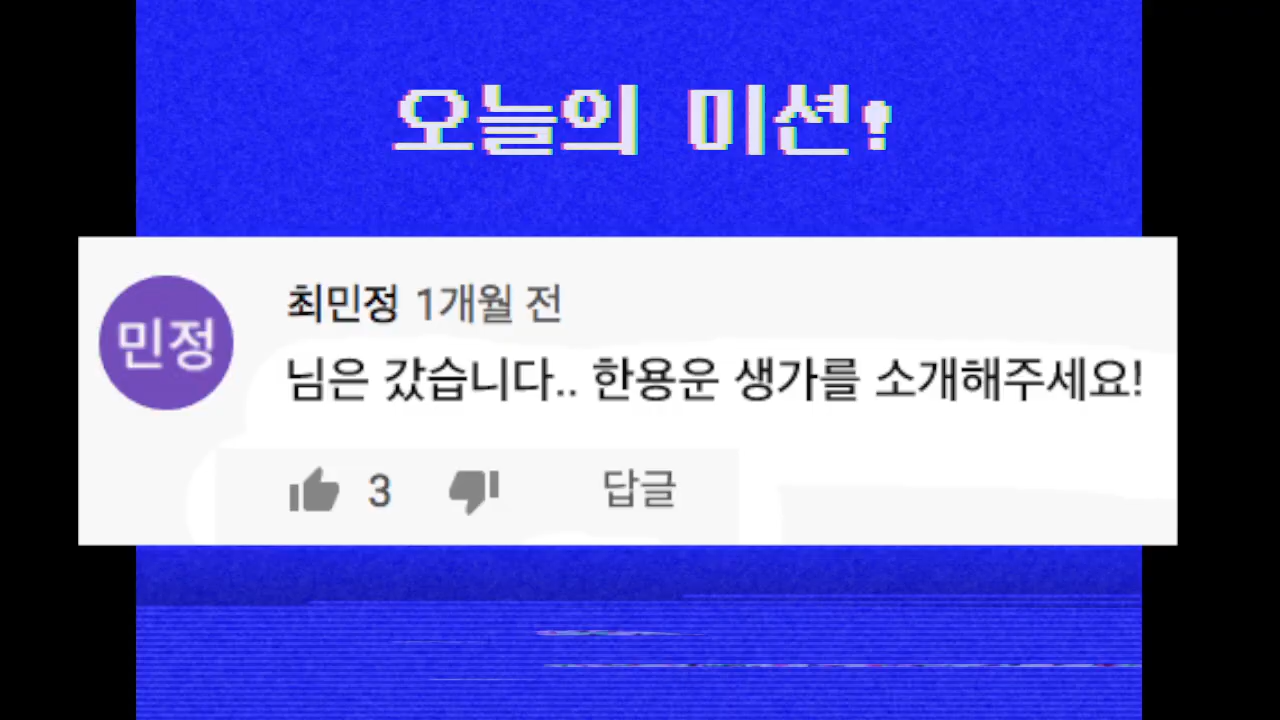 오늘의 미션!
민정
최민정 1개월 전
님은 갔습니다.. 한용운 생가를 소개해주세요!
3 답글